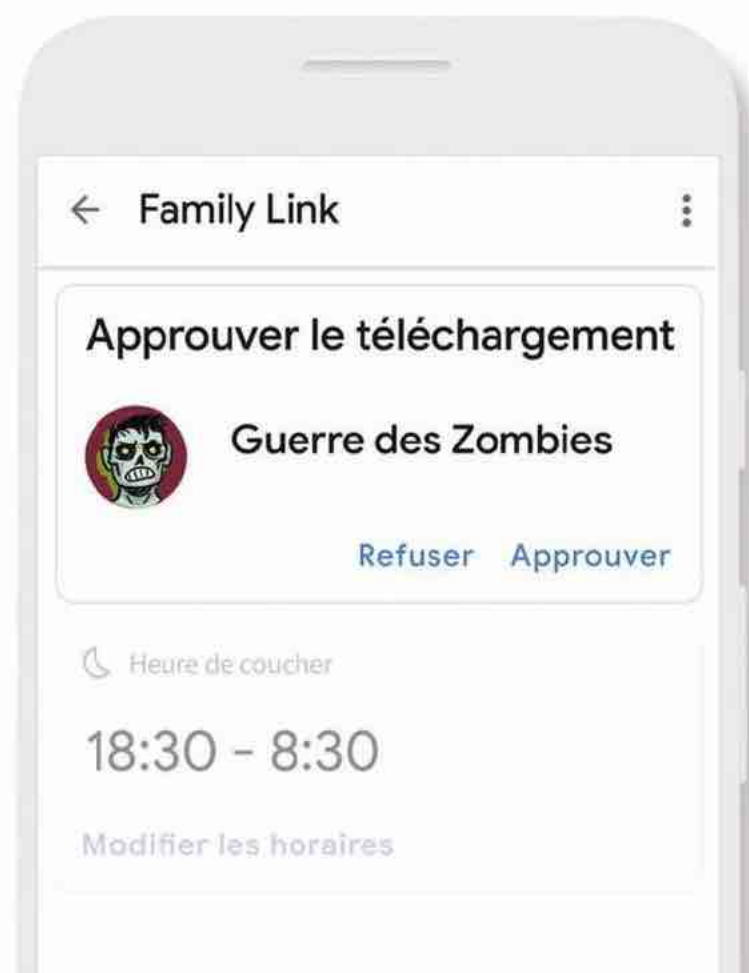 Family Link
Approuver le téléchargement
Guerre des Zombies
Refuser Approuver
Heure de coucher
18:30 - 8:30
Modifier les horaires